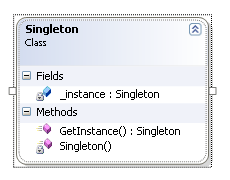 Singleton
Class
Fields
_instance : Singleton
Methods
GetInstance() : Singleton
Singleton()